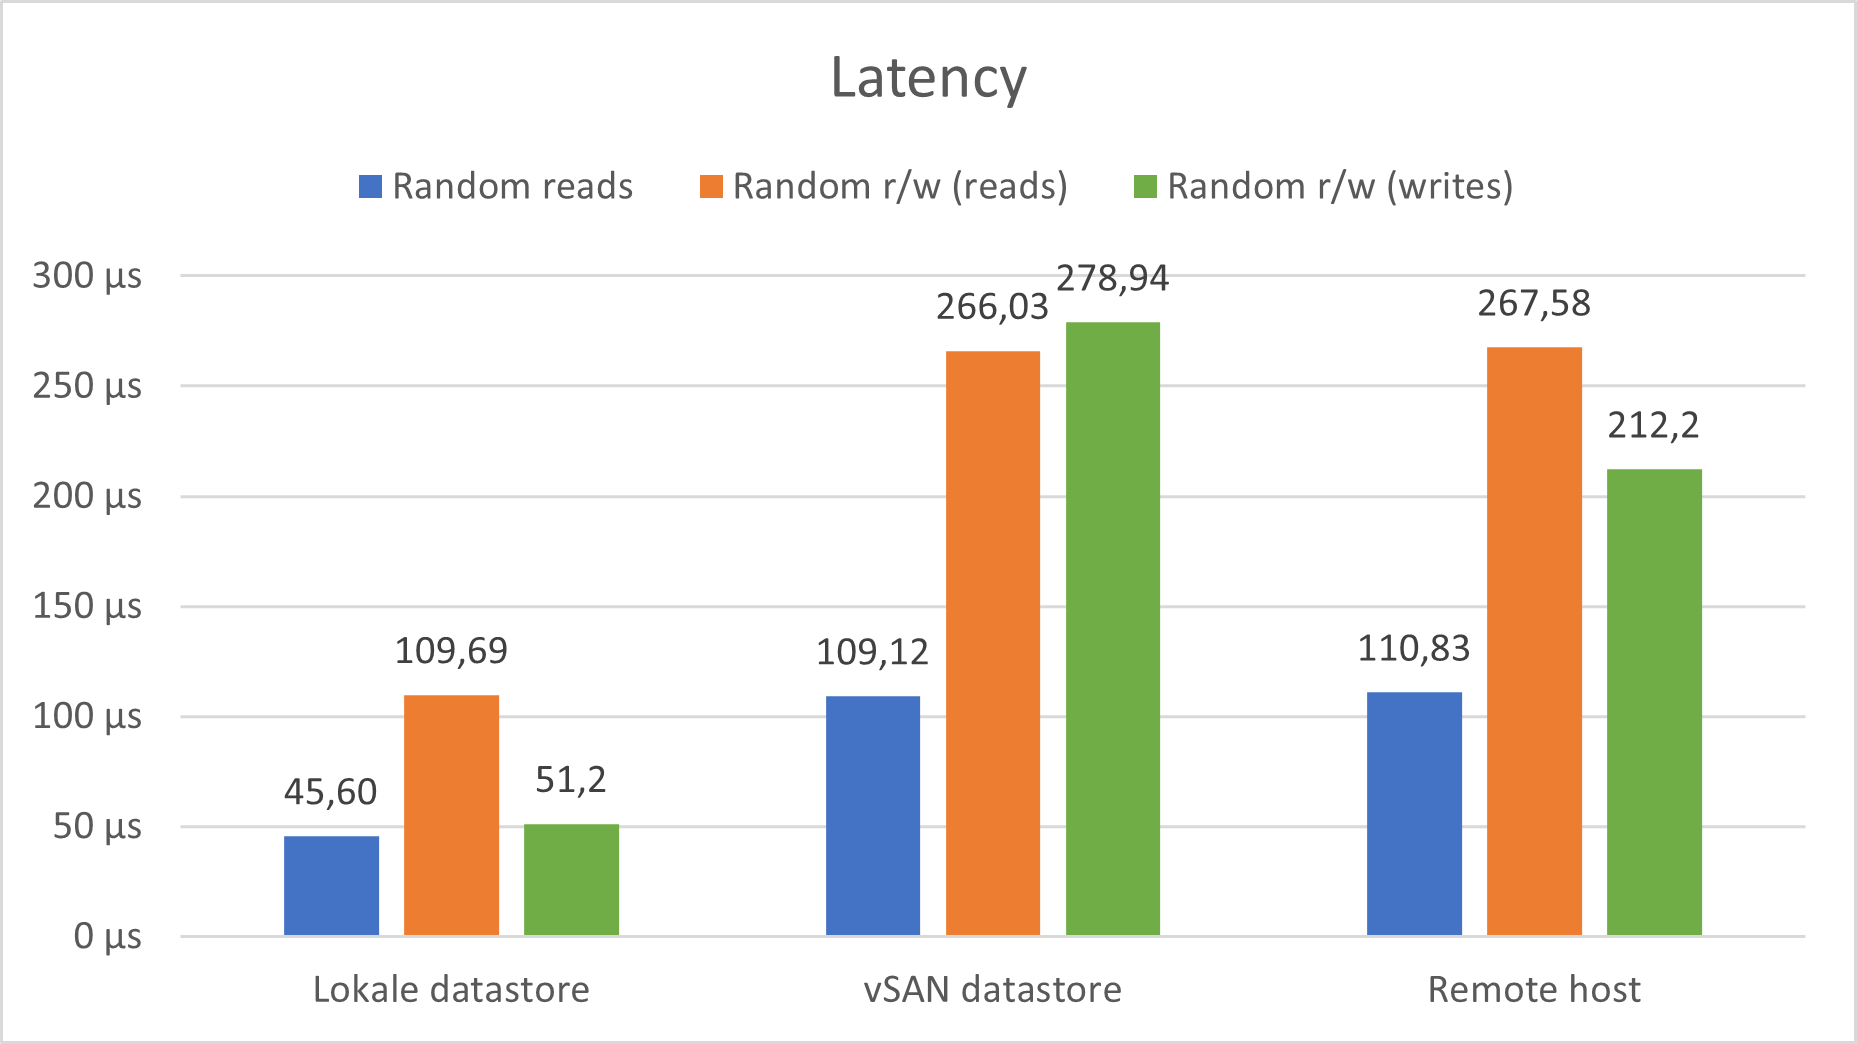 Latency
Random reads Random r/w (reads) Random r/w (writes)
300 µs
250 µs
200 µs
150 µs
100 µs
50 µs
0 µs
45,60
109,69
51,2
109,12
266,03
278,94
110,83
267,58
212,2
Lokale datastore vSAN datastore Remote host